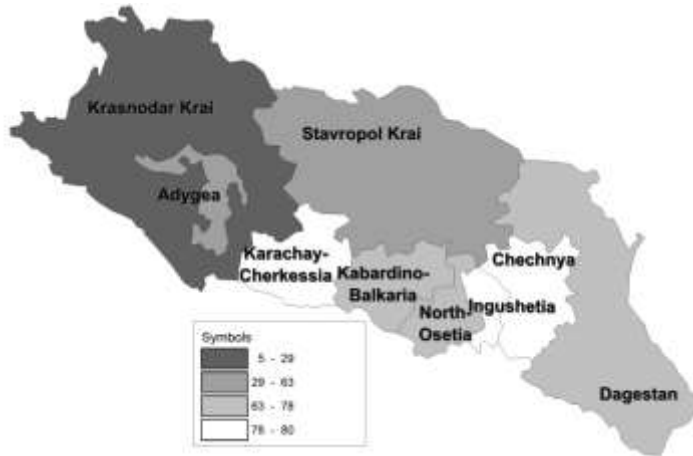 Krasnodar Krai
Stavropol Krai
Adygea
Karachay-
Cherkessia
Kabardino-
Balkaria
Chechnya
North-
Osetia
Ingushetia
Dagestan
Symbols
5 - 29
29 - 63
63 - 78
78 - 80